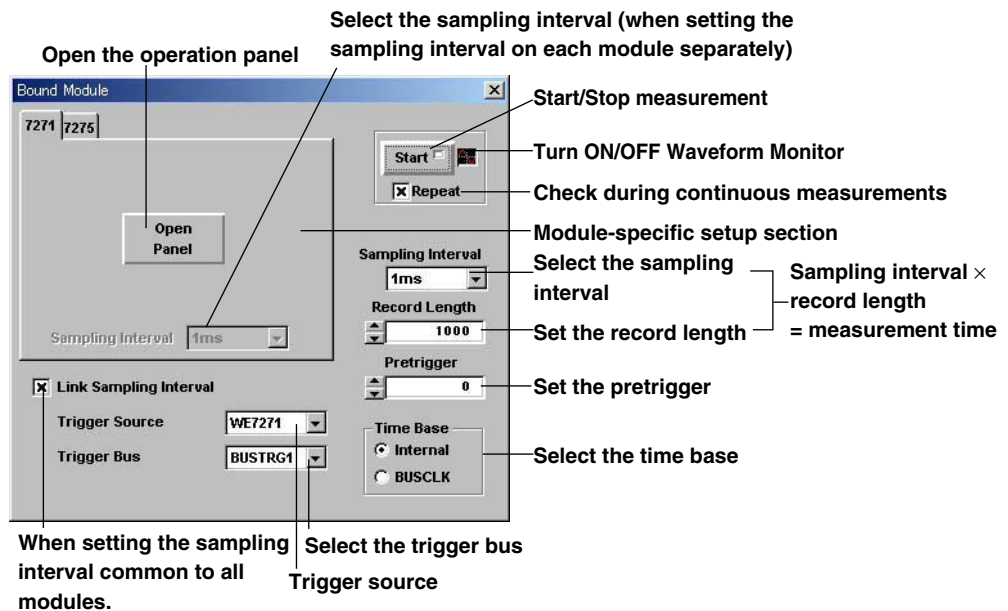 Select the sampling interval (when setting the
sampling interval on each module separately)
Open the operation panel
Bound Module
7271 7275
Start
Repeat
Open
Panel
Sampling Interval 1ms
Sampling Interval
1ms
Record Length
1000
Pretrigger
0
Link Sampling Interval
Trigger Source WE7271
Trigger Bus BUSTRG1
Time Base
Internal
BUSCLK
Start/Stop measurement
Turn ON/OFF Waveform Monitor
Check during continuous measurements
Module-specific setup section
Select the sampling
interval
Set the record length
Sampling interval ×
record length
= measurement time
Set the pretrigger
Select the time base
When setting the sampling
interval common to all
modules.
Select the trigger bus
Trigger source